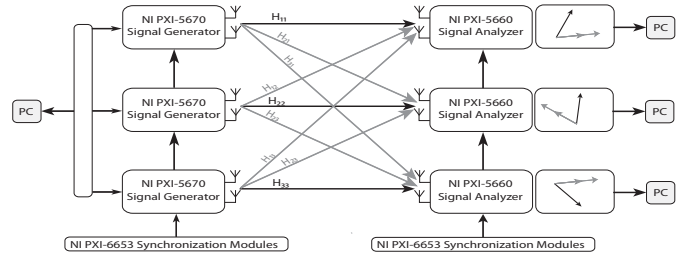 NI PXI-5670
Signal Generator
H11
NI PXI-5660
Signal Analyzer
PC
H21
H31
PC
NI PXI-5670
Signal Generator
H12
H22
H32
NI PXI-5660
Signal Analyzer
PC
NI PXI-5670
Signal Generator
H13
H23
H33
NI PXI-5660
Signal Analyzer
PC
NI PXI-6653 Synchronization Modules
NI PXI-6653 Synchronization Modules